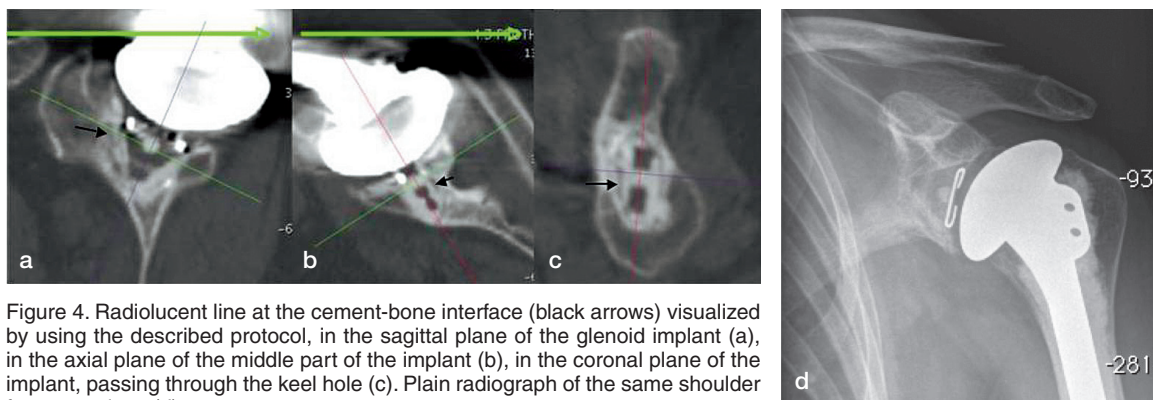 3
-6
a
b
c
d
-93
-281
Figure 4. Radiolucent line at the cement-bone interface (black arrows) visualized
by using the described protocol, in the sagittal plane of the glenoid implant (a),
in the axial plane of the middle part of the implant (b), in the coronal plane of the
implant, passing through the keel hole (c). Plain radiograph of the same shoulder